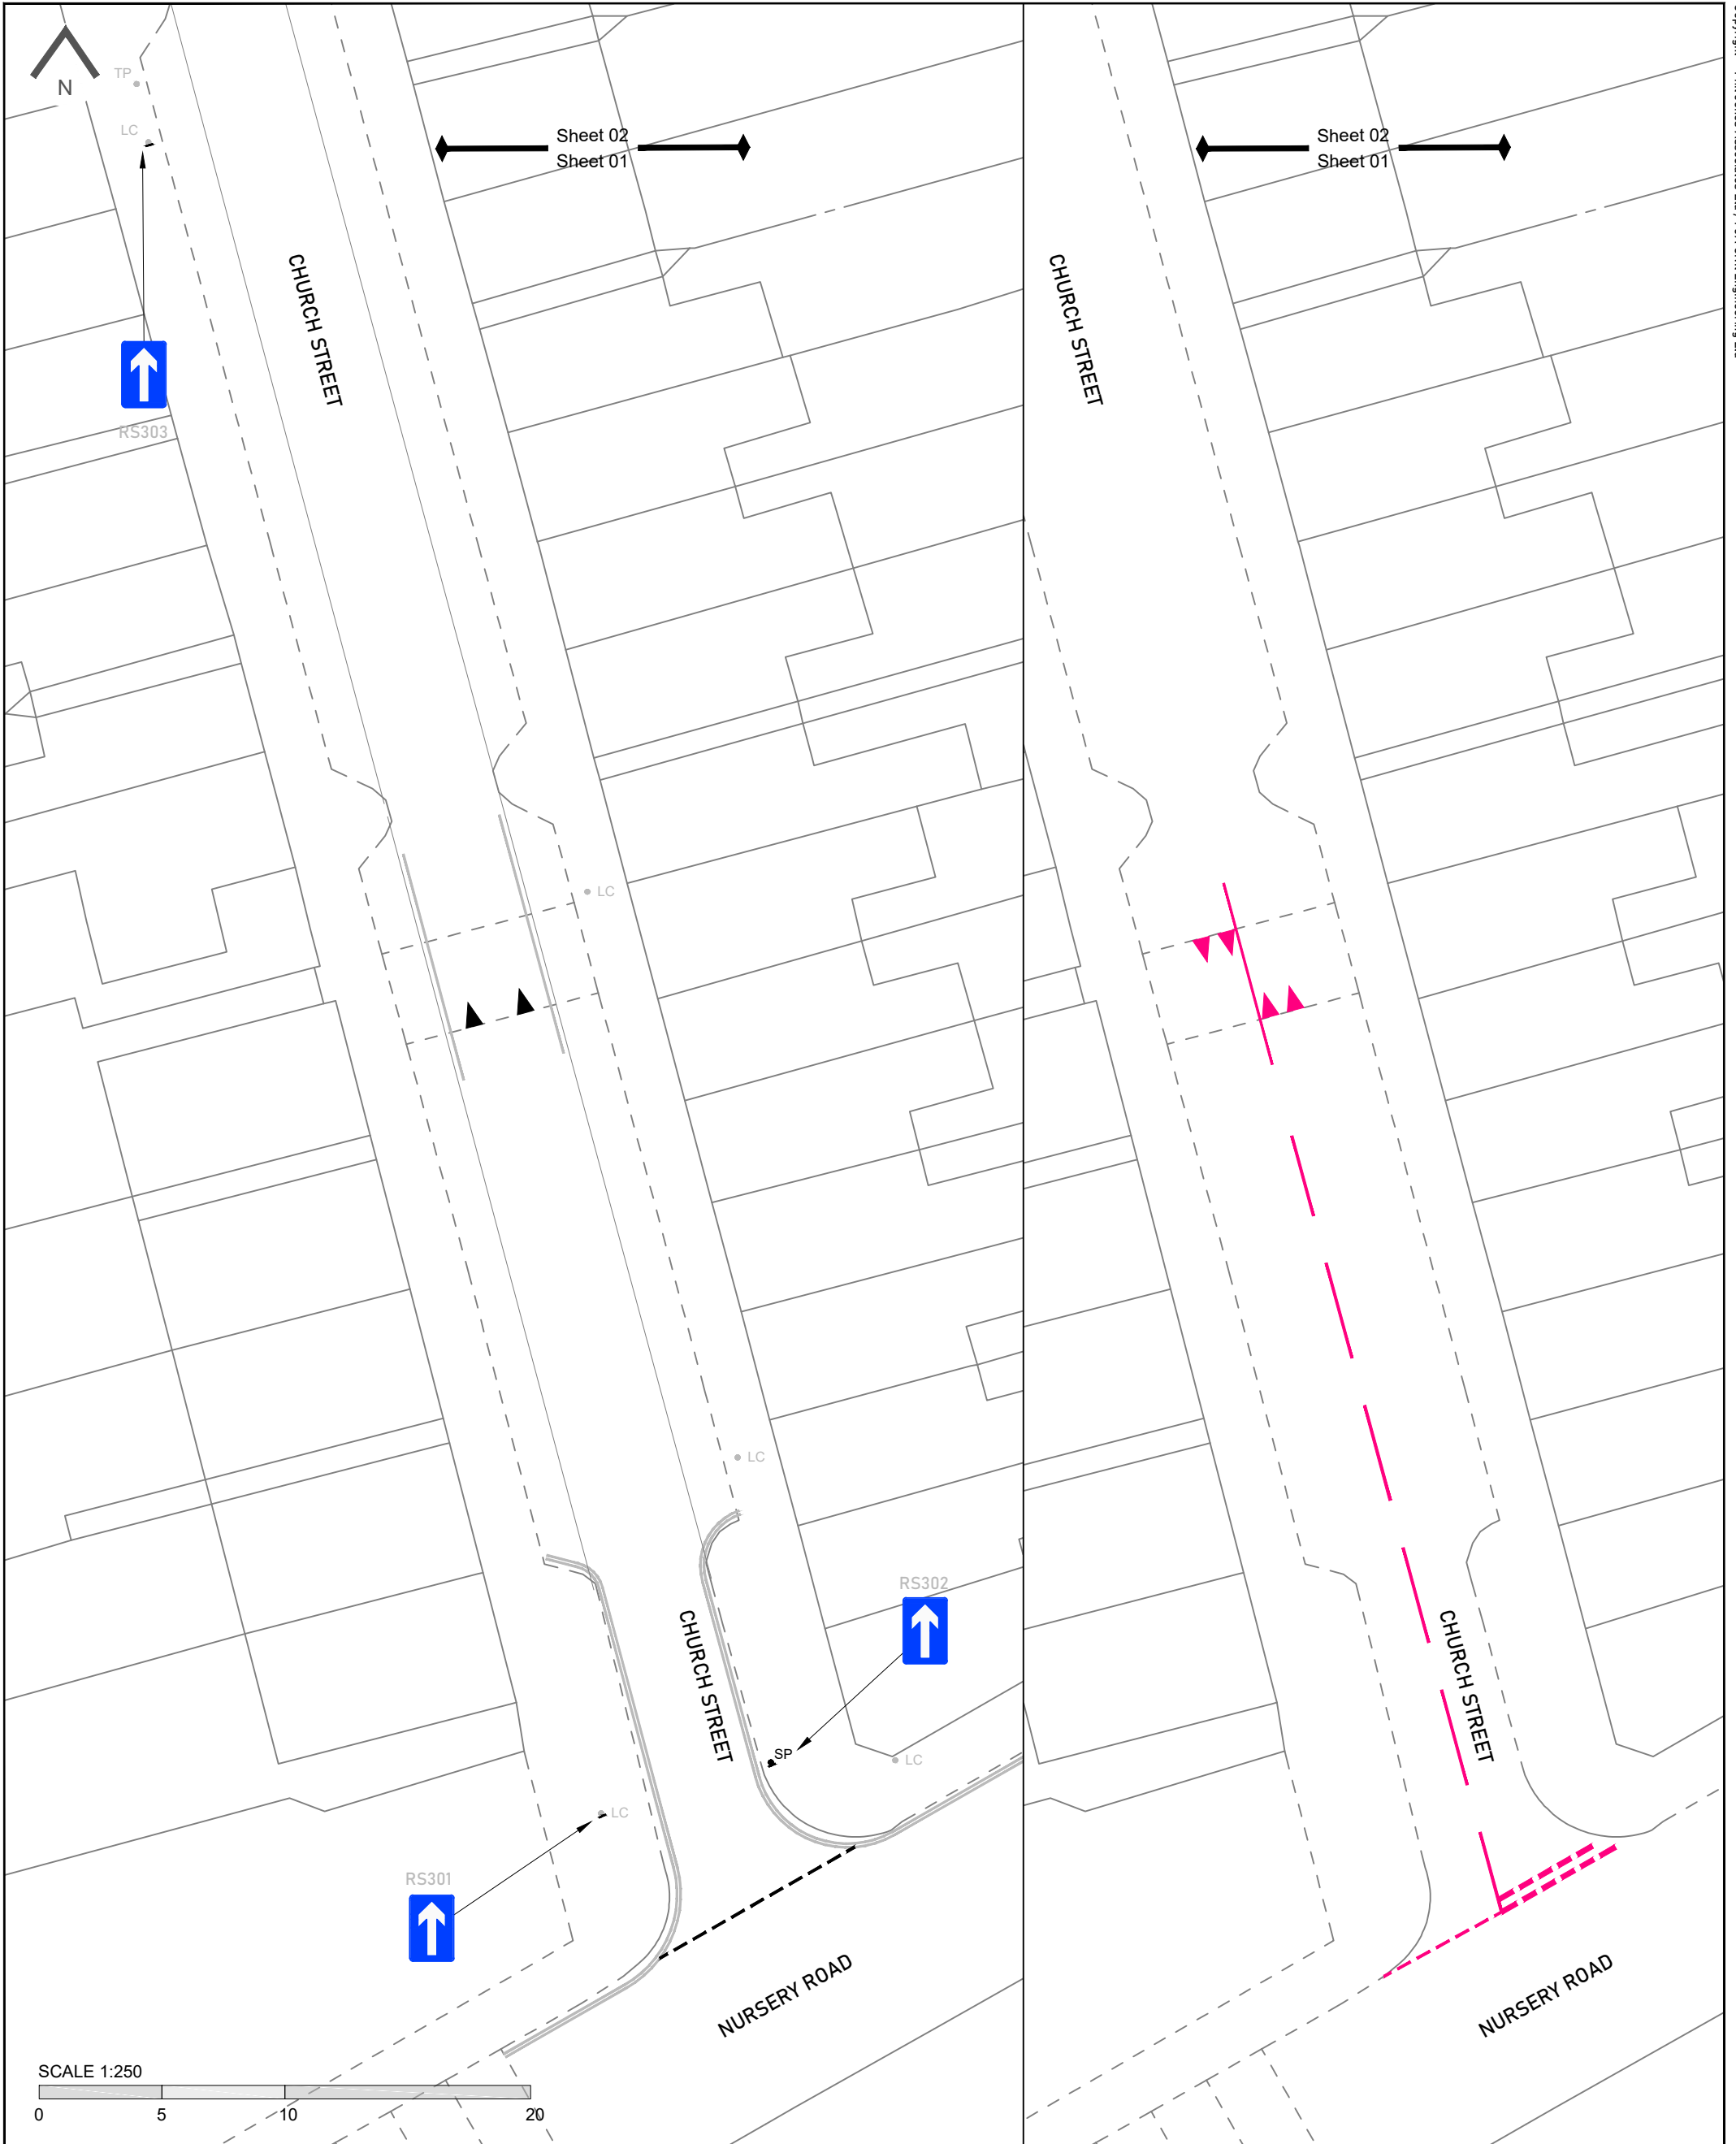 N
TP
LC
Sheet 02
Sheet 01
CHURCH STREET
RS303
LC
LC
RS302
CHURCH STREET
SP
LC
LC
RS301
NURSERY ROAD
SCALE 1:250
0 5 10 20
Sheet 02
Sheet 01
CHURCH STREET
CHURCH STREET
NURSERY ROAD